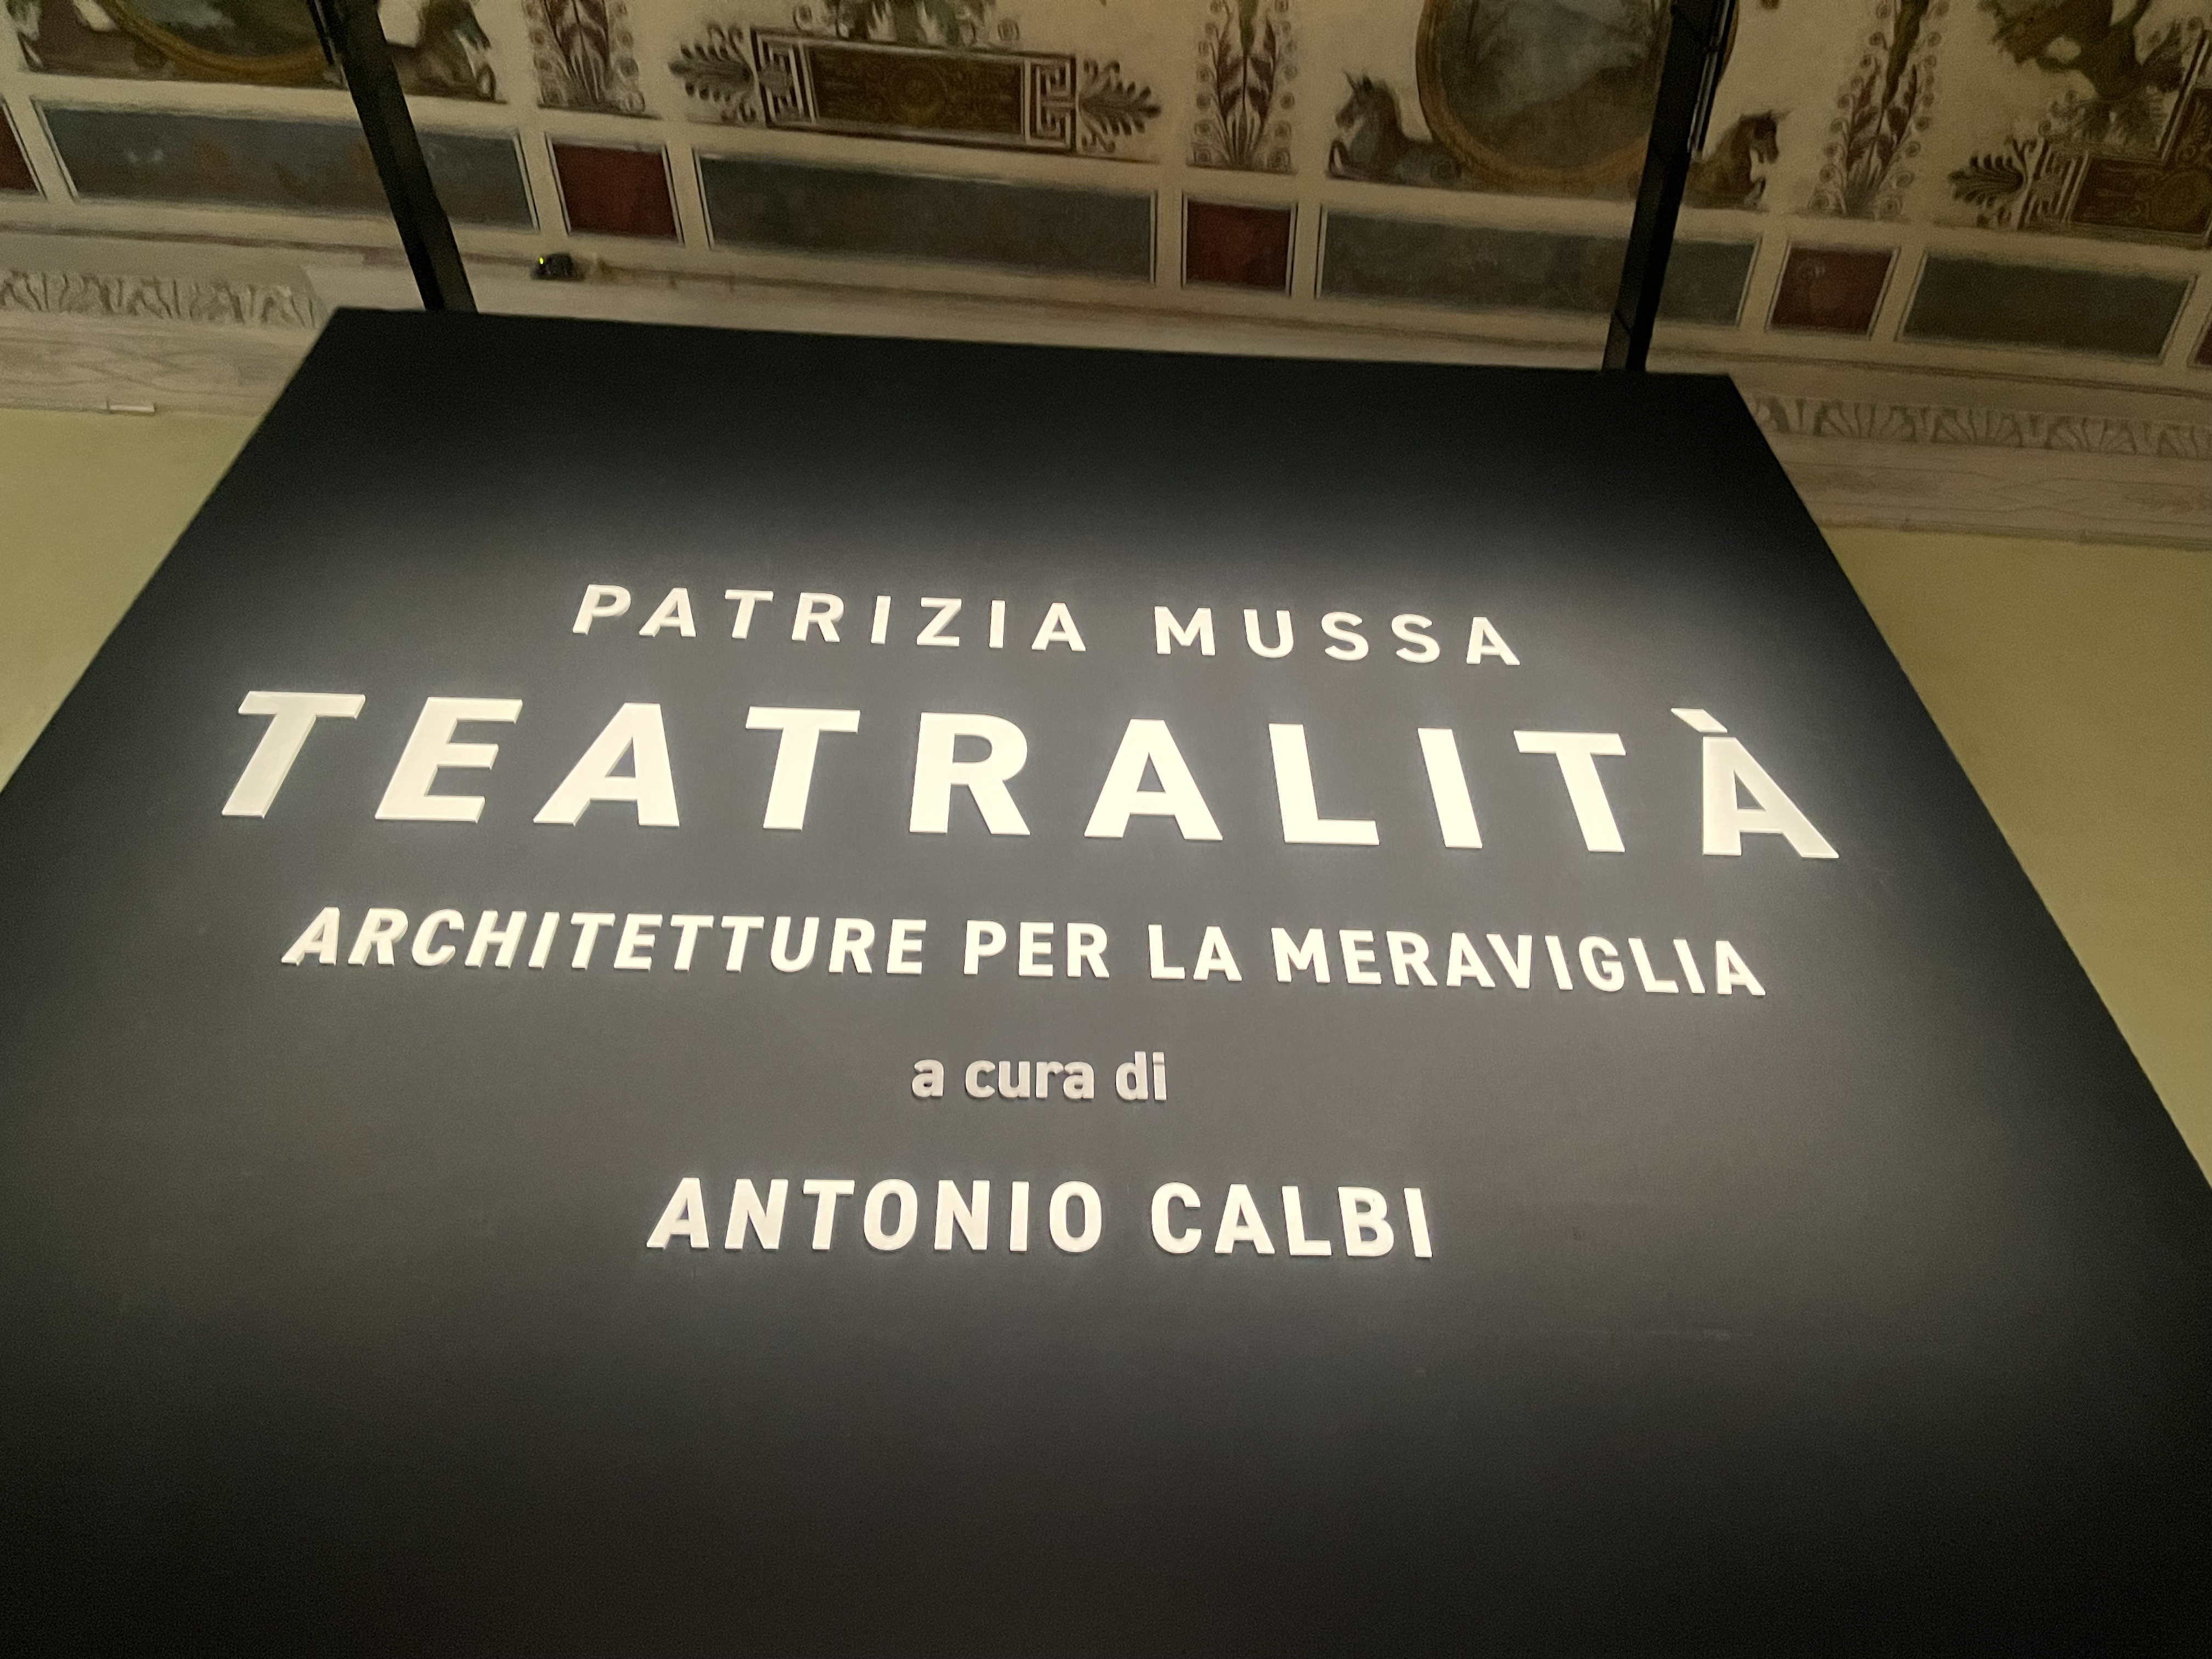 PATRIZIA MUSSA
TEATRALITÀ
ARCHITETTURE PER LA MERAVIGLIA
a cura di
ANTONIO CALBI